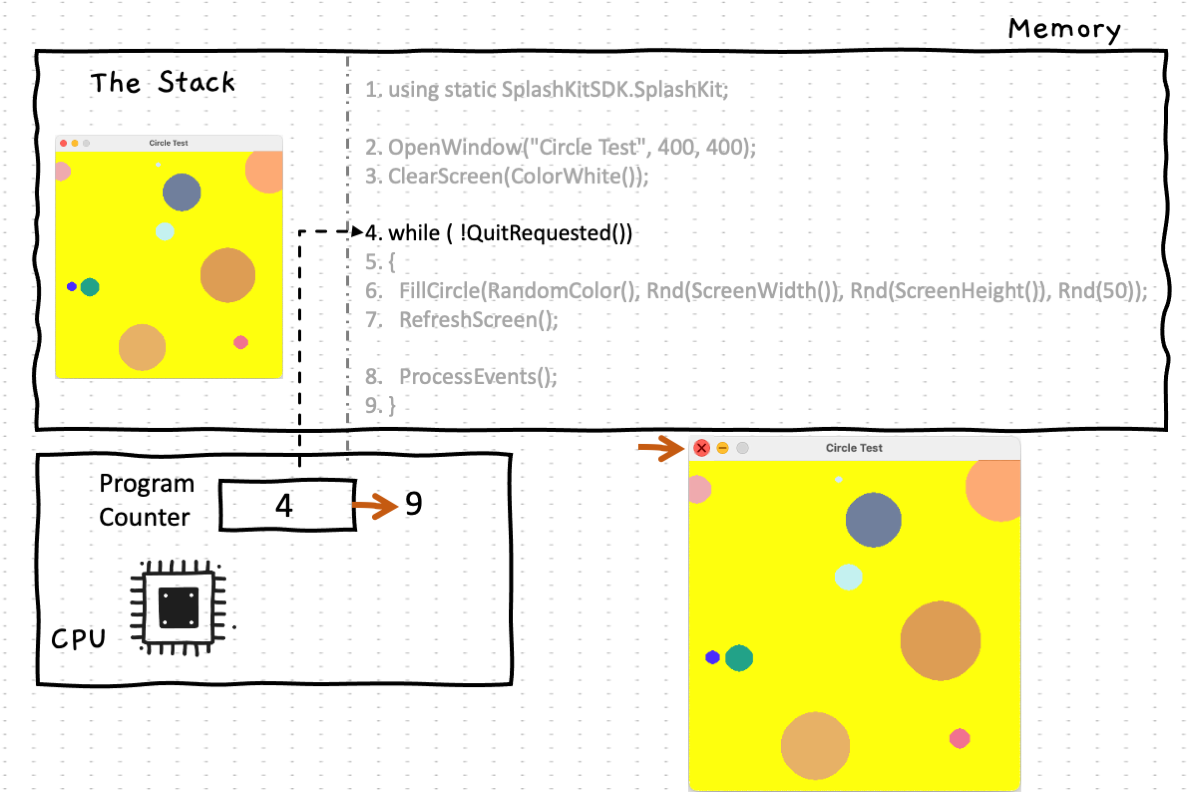 Memory
The Stack
Circle Test
1. using static SplashKitSDK.SplashKit;
2. OpenWindow("Circle Test", 400, 400);
3. ClearScreen(ColorWhite());
4. while ( !QuitRequested())
5. {
6. FillCircle(RandomColor(), Rnd(ScreenWidth()), Rnd(ScreenHeight()), Rnd(50));
7. RefreshScreen();
8. ProcessEvents();
9. }
Program
Counter
4
9
CPU
Circle Test